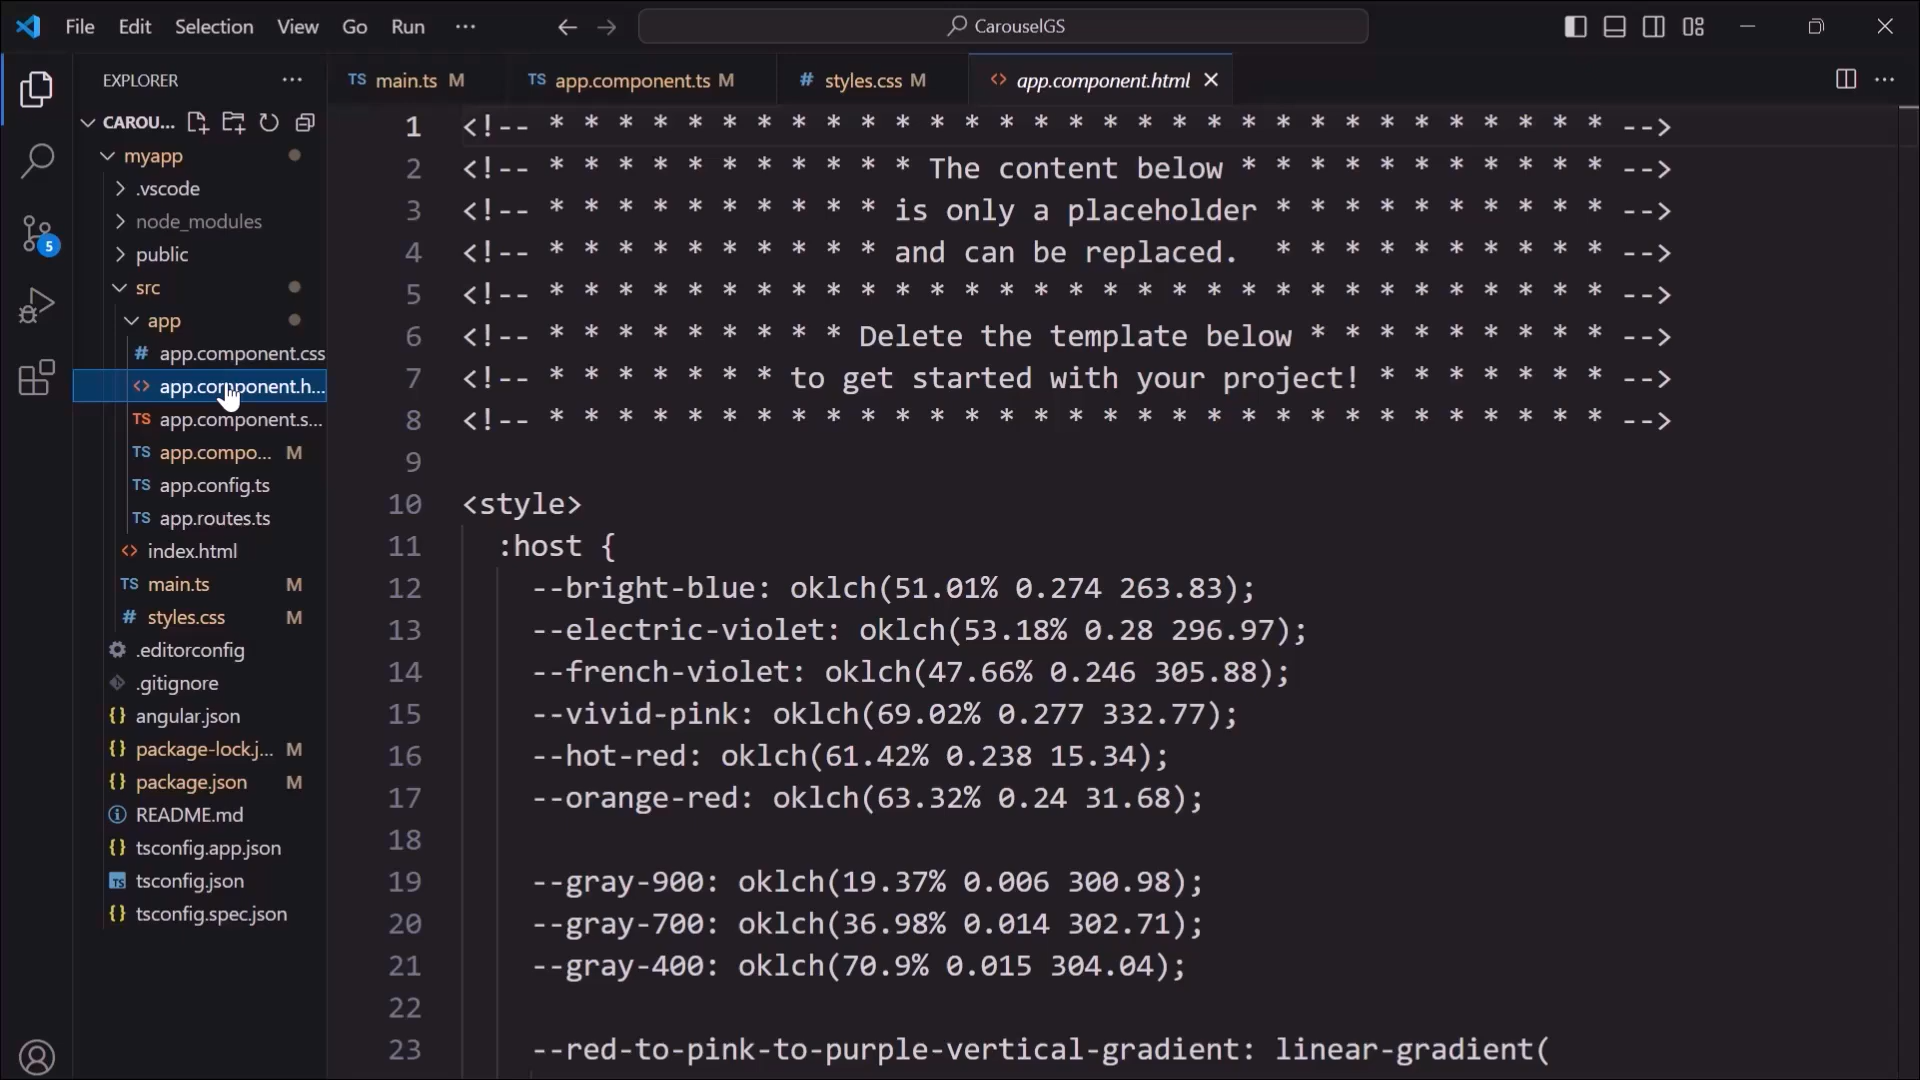 File Edit Selection View Go Run ···
CarouselGS
EXPLORER ···
CAROU...
myapp
.vscode
node_modules
public
src
app
# app.component.css
<> app.component.h...
TS app.component.s...
TS app.compo... M
TS app.config.ts
TS app.routes.ts
<> index.html
TS main.ts M
# styles.css M
.editorconfig
.gitignore
{} angular.json
{} package-lock.j... M
{} package.json M
README.md
{} tsconfig.app.json
TS tsconfig.json
{} tsconfig.spec.json
5
TS main.ts M
TS app.component.ts M
# styles.css M
<> app.component.html
1 <!-- * * * * * * * * * * * * * * * * * * * * * * * * * * * * * * * -->
2 <!-- * * * * * * * * * * * The content below * * * * * * * * * * * -->
3 <!-- * * * * * * * * * * is only a placeholder * * * * * * * * * * -->
4 <!-- * * * * * * * * * * and can be replaced.  * * * * * * * * * * -->
5 <!-- * * * * * * * * * * * * * * * * * * * * * * * * * * * * * * * -->
6 <!-- * * * * * * * * * Delete the template below * * * * * * * * * -->
7 <!-- * * * * * * * to get started with your project! * * * * * * * -->
8 <!-- * * * * * * * * * * * * * * * * * * * * * * * * * * * * * * * -->
9
10 <style>
11 :host {
12 --bright-blue: oklch(51.01% 0.274 263.83);
13 --electric-violet: oklch(53.18% 0.28 296.97);
14 --french-violet: oklch(47.66% 0.246 305.88);
15 --vivid-pink: oklch(69.02% 0.277 332.77);
16 --hot-red: oklch(61.42% 0.238 15.34);
17 --orange-red: oklch(63.32% 0.24 31.68);
18
19 --gray-900: oklch(19.37% 0.006 300.98);
20 --gray-700: oklch(36.98% 0.014 302.71);
21 --gray-400: oklch(70.9% 0.015 304.04);
22
23 --red-to-pink-to-purple-vertical-gradient: linear-gradient(